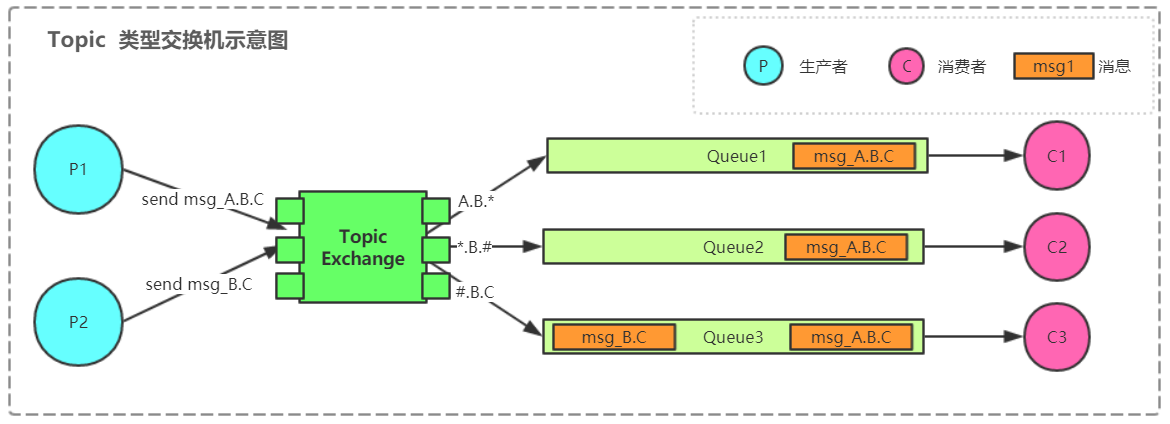 Topic 类型交换机示意图
P 生产者 C 消费者 msg1 消息
P1
send msg_A.B.C
P2
send msg_B.C
Topic
Exchange
A.B.*
*.B.#
#.B.C
Queue1 msg_A.B.C
Queue2 msg_A.B.C
msg_B.C Queue3 msg_A.B.C
C1
C2
C3